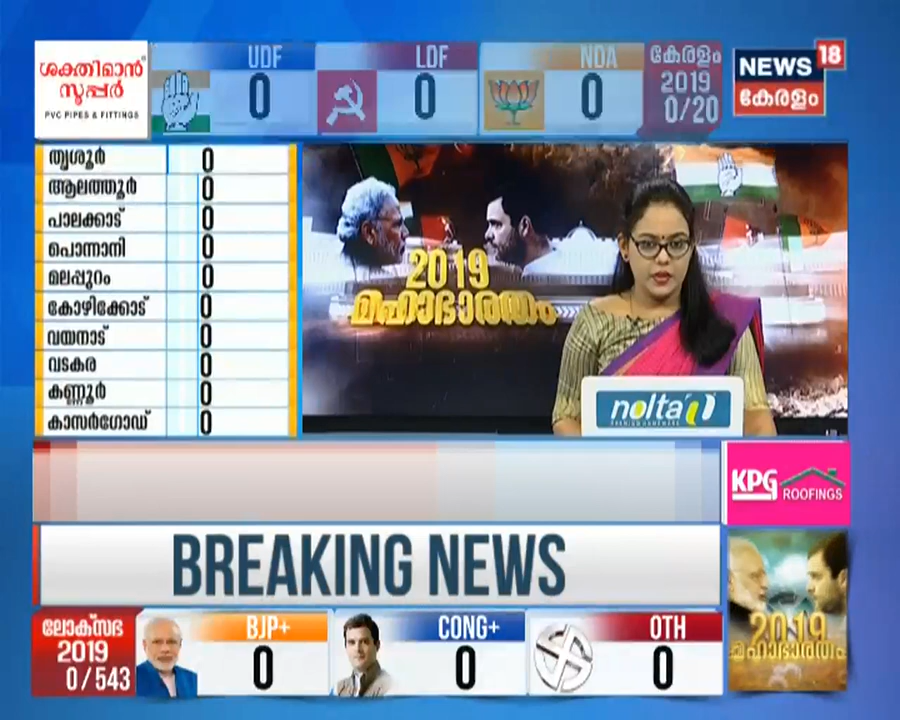 ശക്തിമാൻ
സൂപ്പർ
PVC PIPES & FITTINGS
UDF
0
LDF
0
NDA
0
കേരളം
2019
0/20
NEWS 18
കേരളം
തൃശൂർ 0
ആലത്തൂർ 0
പാലക്കാട് 0
പൊന്നാനി 0
മലപ്പുറം 0
കോഴിക്കോട് 0
വയനാട് 0
വടകര 0
കണ്ണൂർ 0
കാസർഗോഡ് 0
2019
മഹാഭാരതം
nolta
KPG
ROOFINGS
BREAKING NEWS
ലോക്സഭ
2019
0/543
BJP+
0
CONG+
0
OTH
0
2019
മഹാഭാരതം